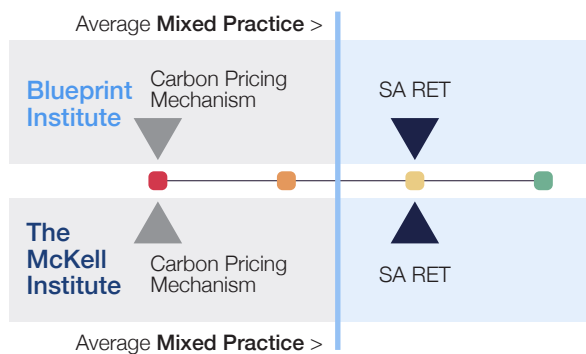 Average Mixed Practice >
Blueprint
Institute
Carbon Pricing
Mechanism
SA RET
The
McKell
Institute
Carbon Pricing
Mechanism
SA RET
Average Mixed Practice >